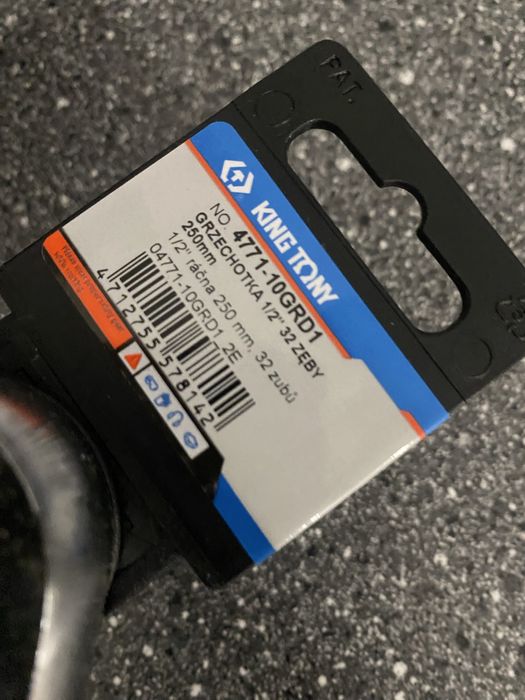 PAT.
KING TONY
NO. 4771-10GRD1
GRZECHOTKA 1/2" 32 ZĘBY
250mm
1/2" ráčna 250 mm, 32 zubů
04771-10GRD1 2E
4 712755 578142